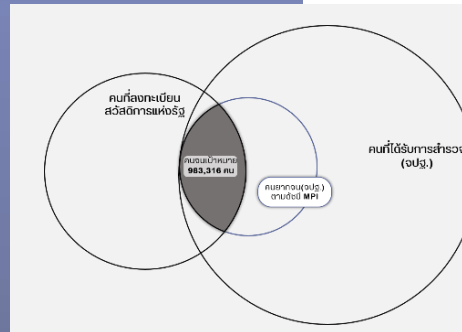 คนที่ลงทะเบียน
สวัสดิการแห่งรัฐ
คนจนเป้าหมาย
983,316 คน
คนยากจน(จปฐ.)
ตามดัชนี MPI
คนที่ได้รับการสำรวจ
(จปฐ.)